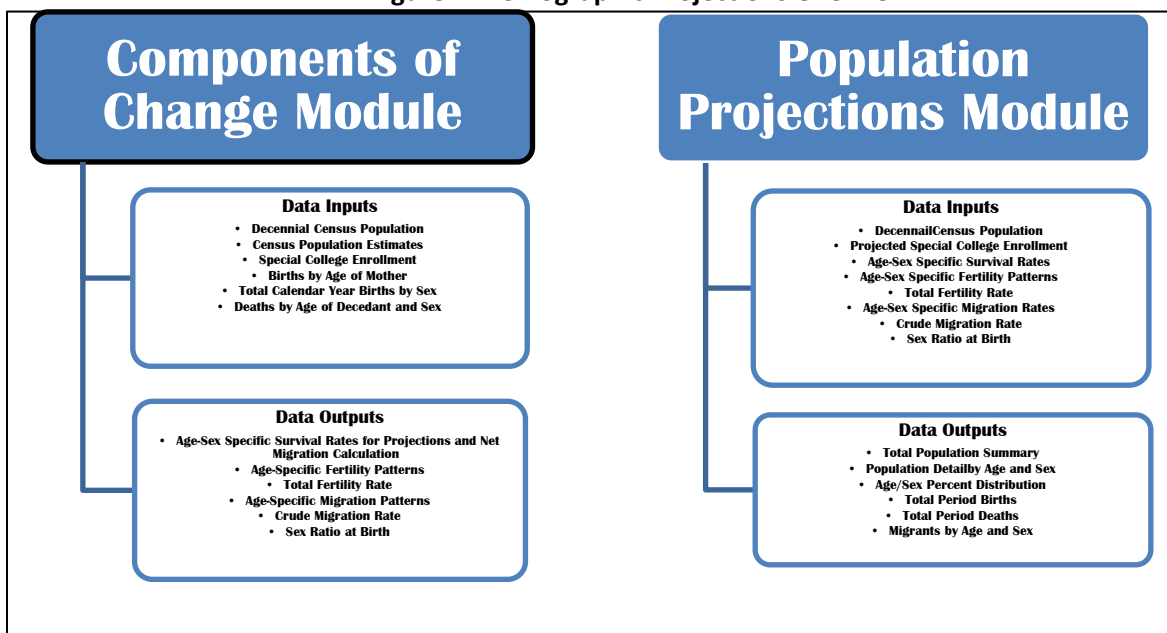 Components of
Change Module
Data Inputs
• Decennial Census Population
• Census Population Estimates
• Special College Enrollment
• Births by Age of Mother
• Total Calendar Year Births by Sex
• Deaths by Age of Decedant and Sex
Data Outputs
• Age-Sex Specific Survival Rates for Projections and Net
Migration Calculation
• Age-Specific Fertility Patterns
• Total Fertility Rate
• Age-Specific Migration Patterns
• Crude Migration Rate
• Sex Ratio at Birth
Population
Projections Module
Data Inputs
• DecennailCensus Population
• Projected Special College Enrollment
• Age-Sex Specific Survival Rates
• Age-Sex Specific Fertility Patterns
• Total Fertility Rate
• Age-Sex Specific Migration Rates
• Crude Migration Rate
• Sex Ratio at Birth
Data Outputs
• Total Population Summary
• Population Detailby Age and Sex
• Age/Sex Percent Distribution
• Total Period Births
• Total Period Deaths
• Migrants by Age and Sex